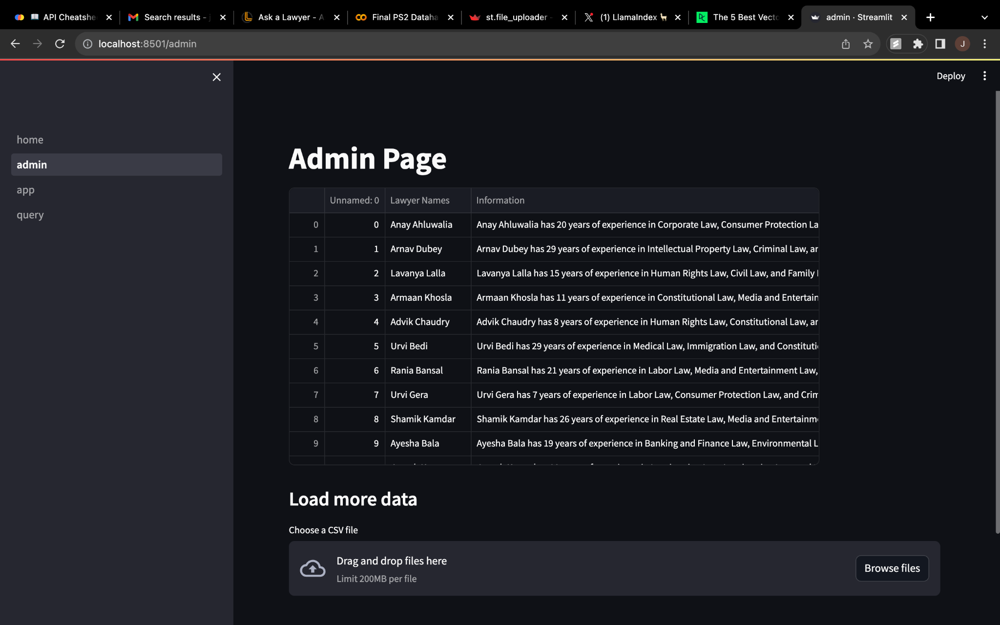 API Cheatshe
Search results -
Ask a Lawyer - A
Final PS2 Dataha
st.file_uploader -
(1) LlamaIndex
The 5 Best Vecto
admin · Streamlit
localhost:8501/admin
J
Deploy
home
admin
app
query
Admin Page
Unnamed: 0 Lawyer Names Information
0 0 Anay Ahluwalia Anay Ahluwalia has 20 years of experience in Corporate Law, Consumer Protection La
1 1 Arnav Dubey Arnav Dubey has 29 years of experience in Intellectual Property Law, Criminal Law, ar
2 2 Lavanya Lalla Lavanya Lalla has 15 years of experience in Human Rights Law, Civil Law, and Family
3 3 Armaan Khosla Armaan Khosla has 11 years of experience in Constitutional Law, Media and Entertain
4 4 Advik Chaudry Advik Chaudry has 8 years of experience in Human Rights Law, Constitutional Law, ar
5 5 Urvi Bedi Urvi Bedi has 29 years of experience in Medical Law, Immigration Law, and Constituti
6 6 Rania Bansal Rania Bansal has 21 years of experience in Labor Law, Media and Entertainment Law,
7 7 Urvi Gera Urvi Gera has 7 years of experience in Labor Law, Consumer Protection Law, and Crim
8 8 Shamik Kamdar Shamik Kamdar has 26 years of experience in Real Estate Law, Media and Entertainm
9 9 Ayesha Bala Ayesha Bala has 19 years of experience in Banking and Finance Law, Environmental L
Load more data
Choose a CSV file
Drag and drop files here
Limit 200MB per file
Browse files